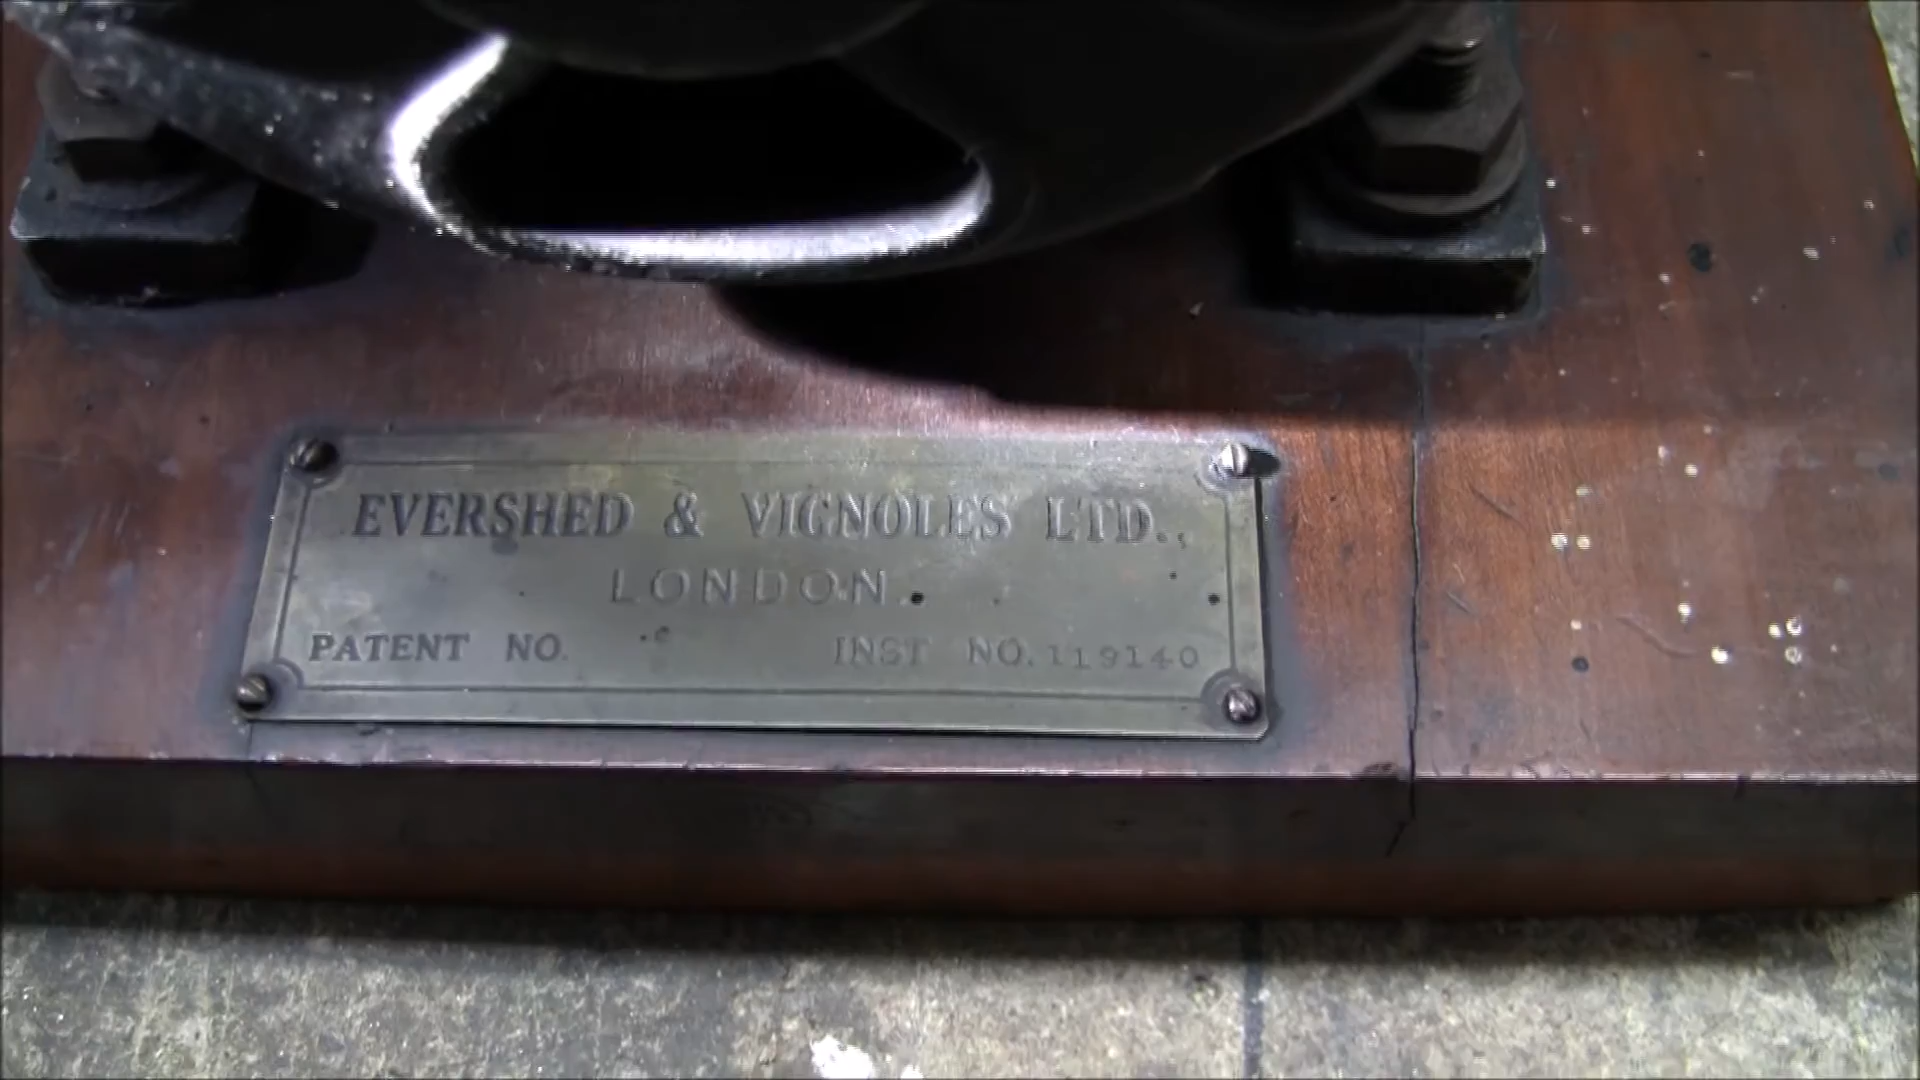 EVERSHED & VIGNOLES LTD.,
LONDON.
PATENT NO. INST NO. 119140